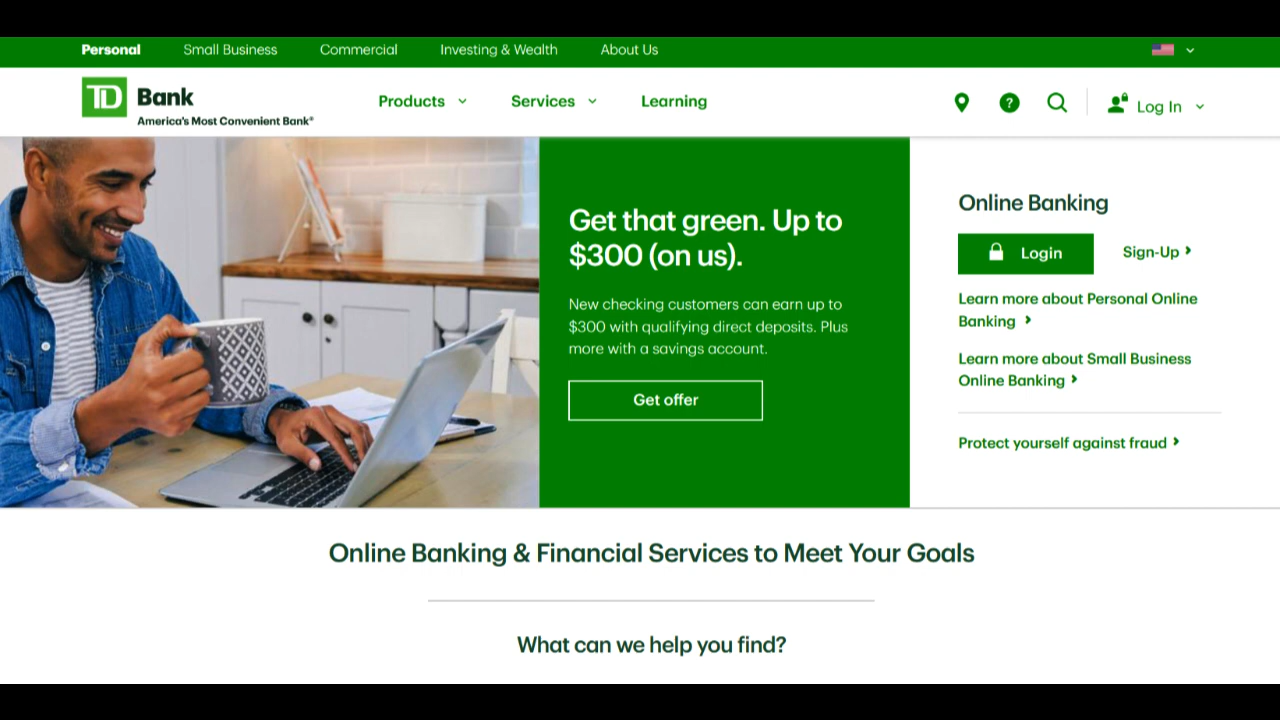 Personal Small Business Commercial Investing & Wealth About Us
TD Bank
America's Most Convenient Bank®
Products Services Learning
? Log In
Get that green. Up to
$300 (on us).
New checking customers can earn up to
$300 with qualifying direct deposits. Plus
more with a savings account.
Get offer
Online Banking
Login Sign-Up
Learn more about Personal Online
Banking
Learn more about Small Business
Online Banking
Protect yourself against fraud
Online Banking & Financial Services to Meet Your Goals
What can we help you find?